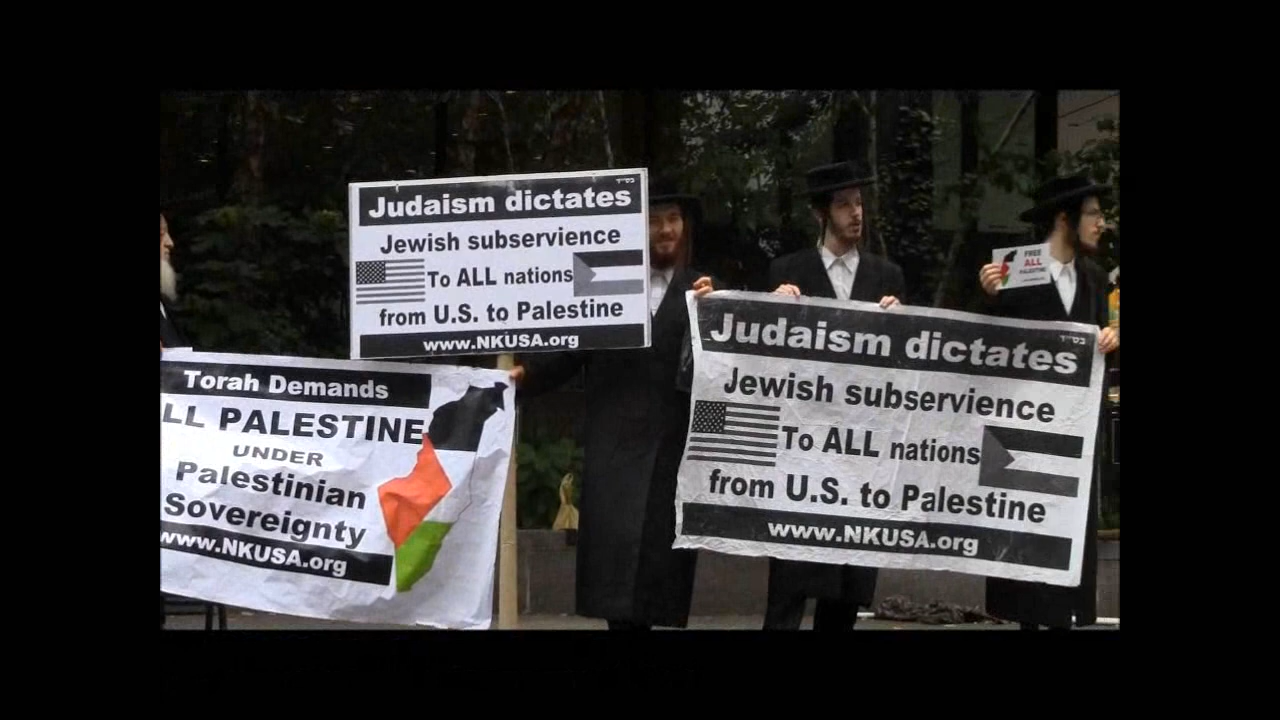 בס״ד
Judaism dictates
Jewish subservience
To ALL nations
from U.S. to Palestine
www.NKUSA.org
Torah Demands
LL PALESTINE
UNDER
Palestinian
Sovereignty
www.NKUSA.org
בס״ד
Judaism dictates
Jewish subservience
To ALL nations
from U.S. to Palestine
www.NKUSA.org
FREE
ALL
PALESTINE